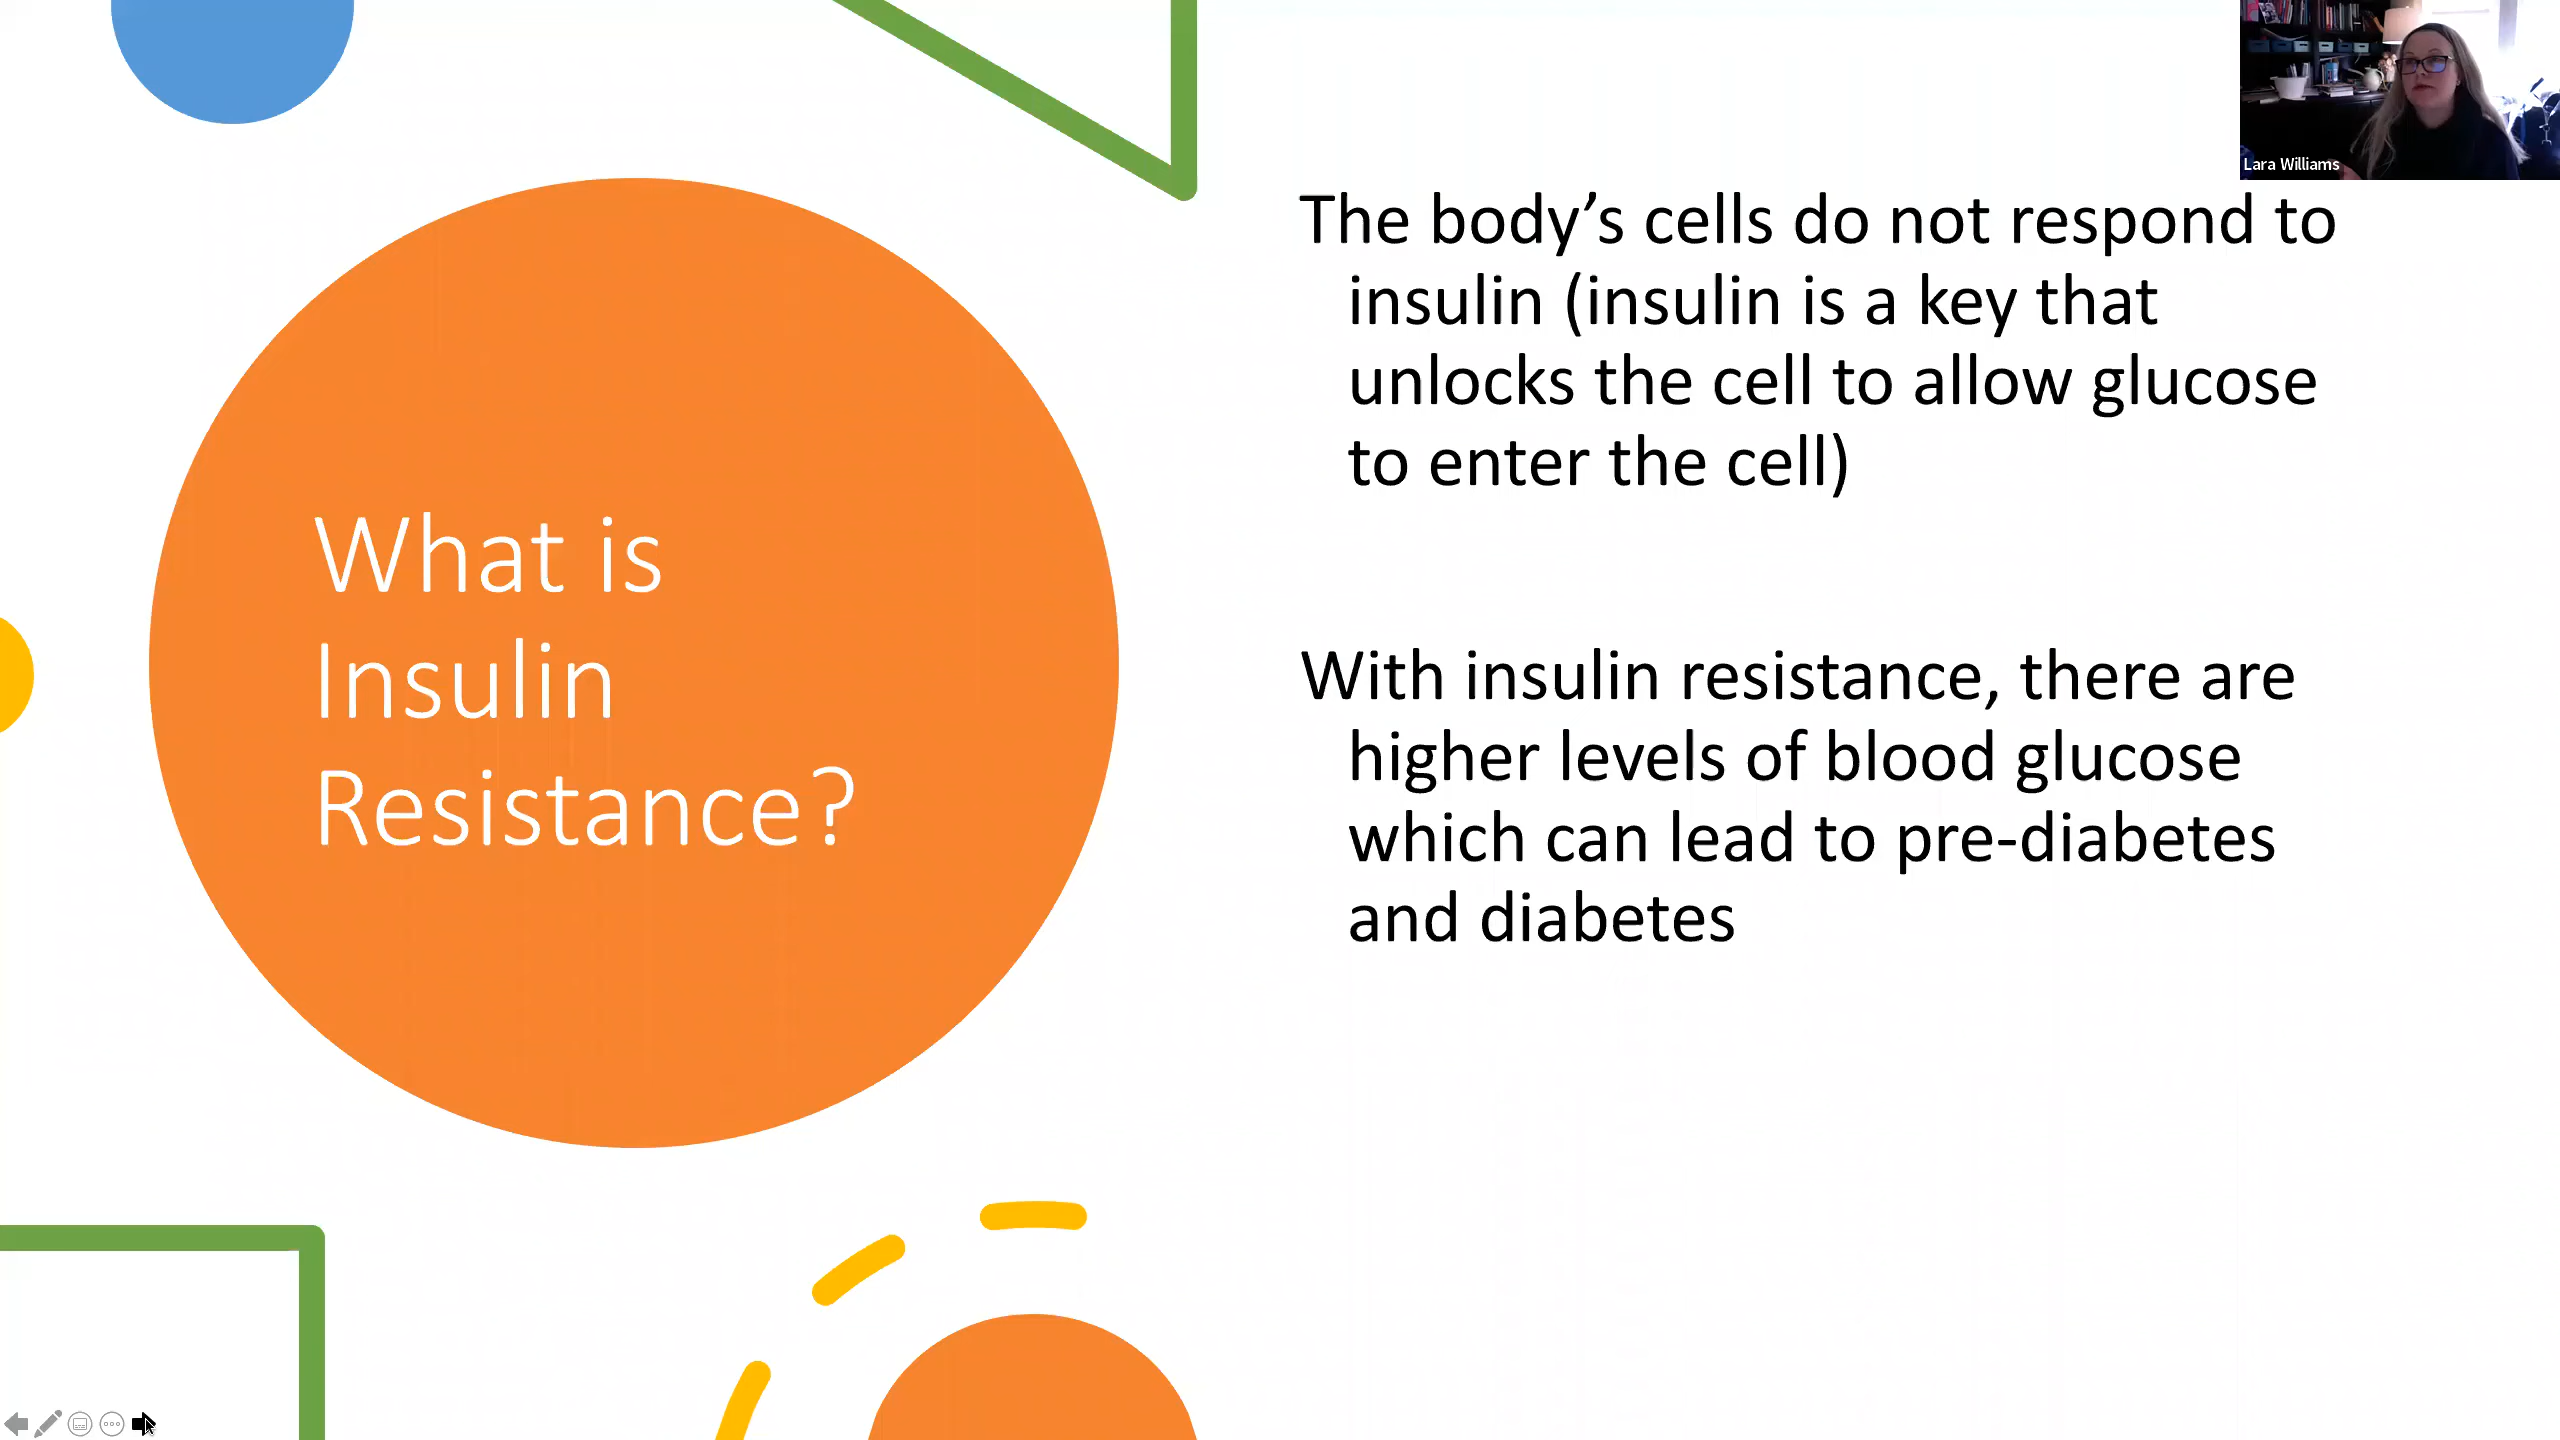 Lara Williams
What is
Insulin
Resistance?
The body’s cells do not respond to
insulin (insulin is a key that
unlocks the cell to allow glucose
to enter the cell)
With insulin resistance, there are
higher levels of blood glucose
which can lead to pre-diabetes
and diabetes